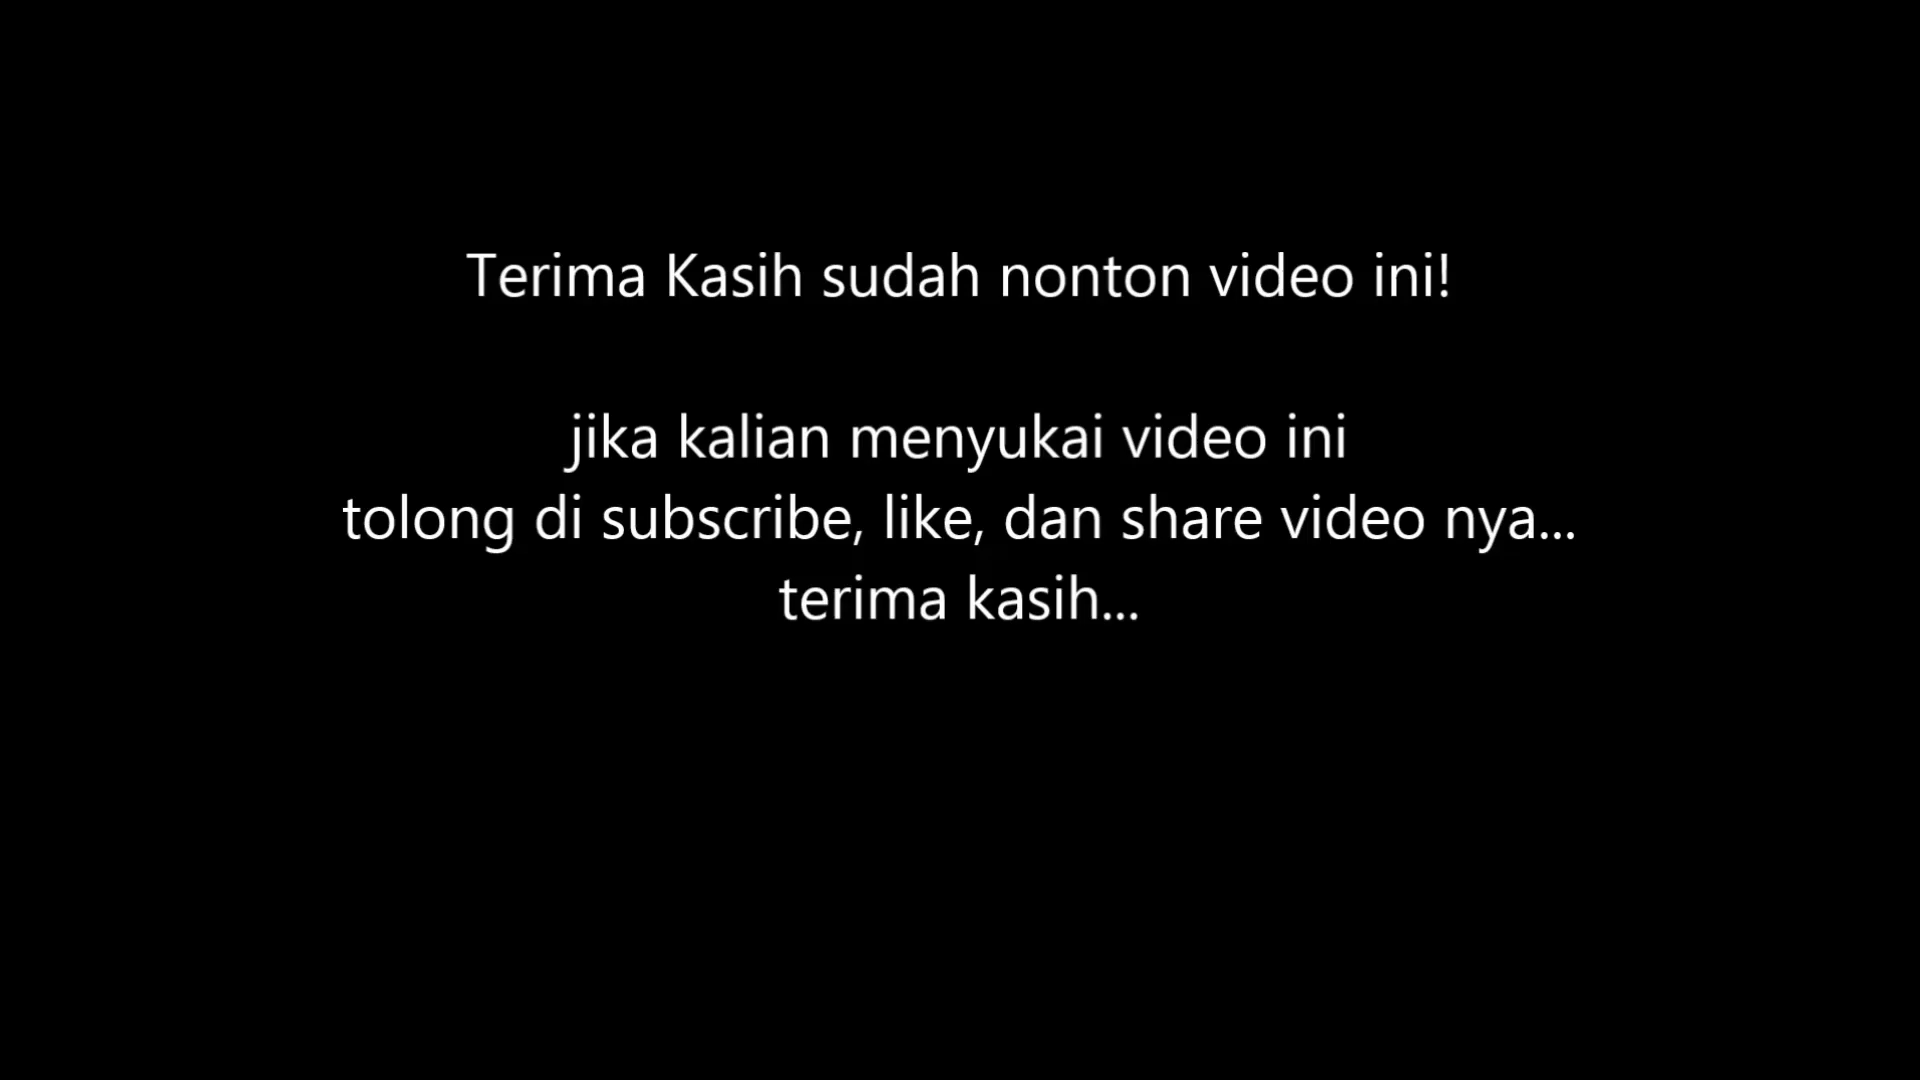 Terima Kasih sudah nonton video ini!
jika kalian menyukai video ini
tolong di subscribe, like, dan share video nya...
terima kasih...